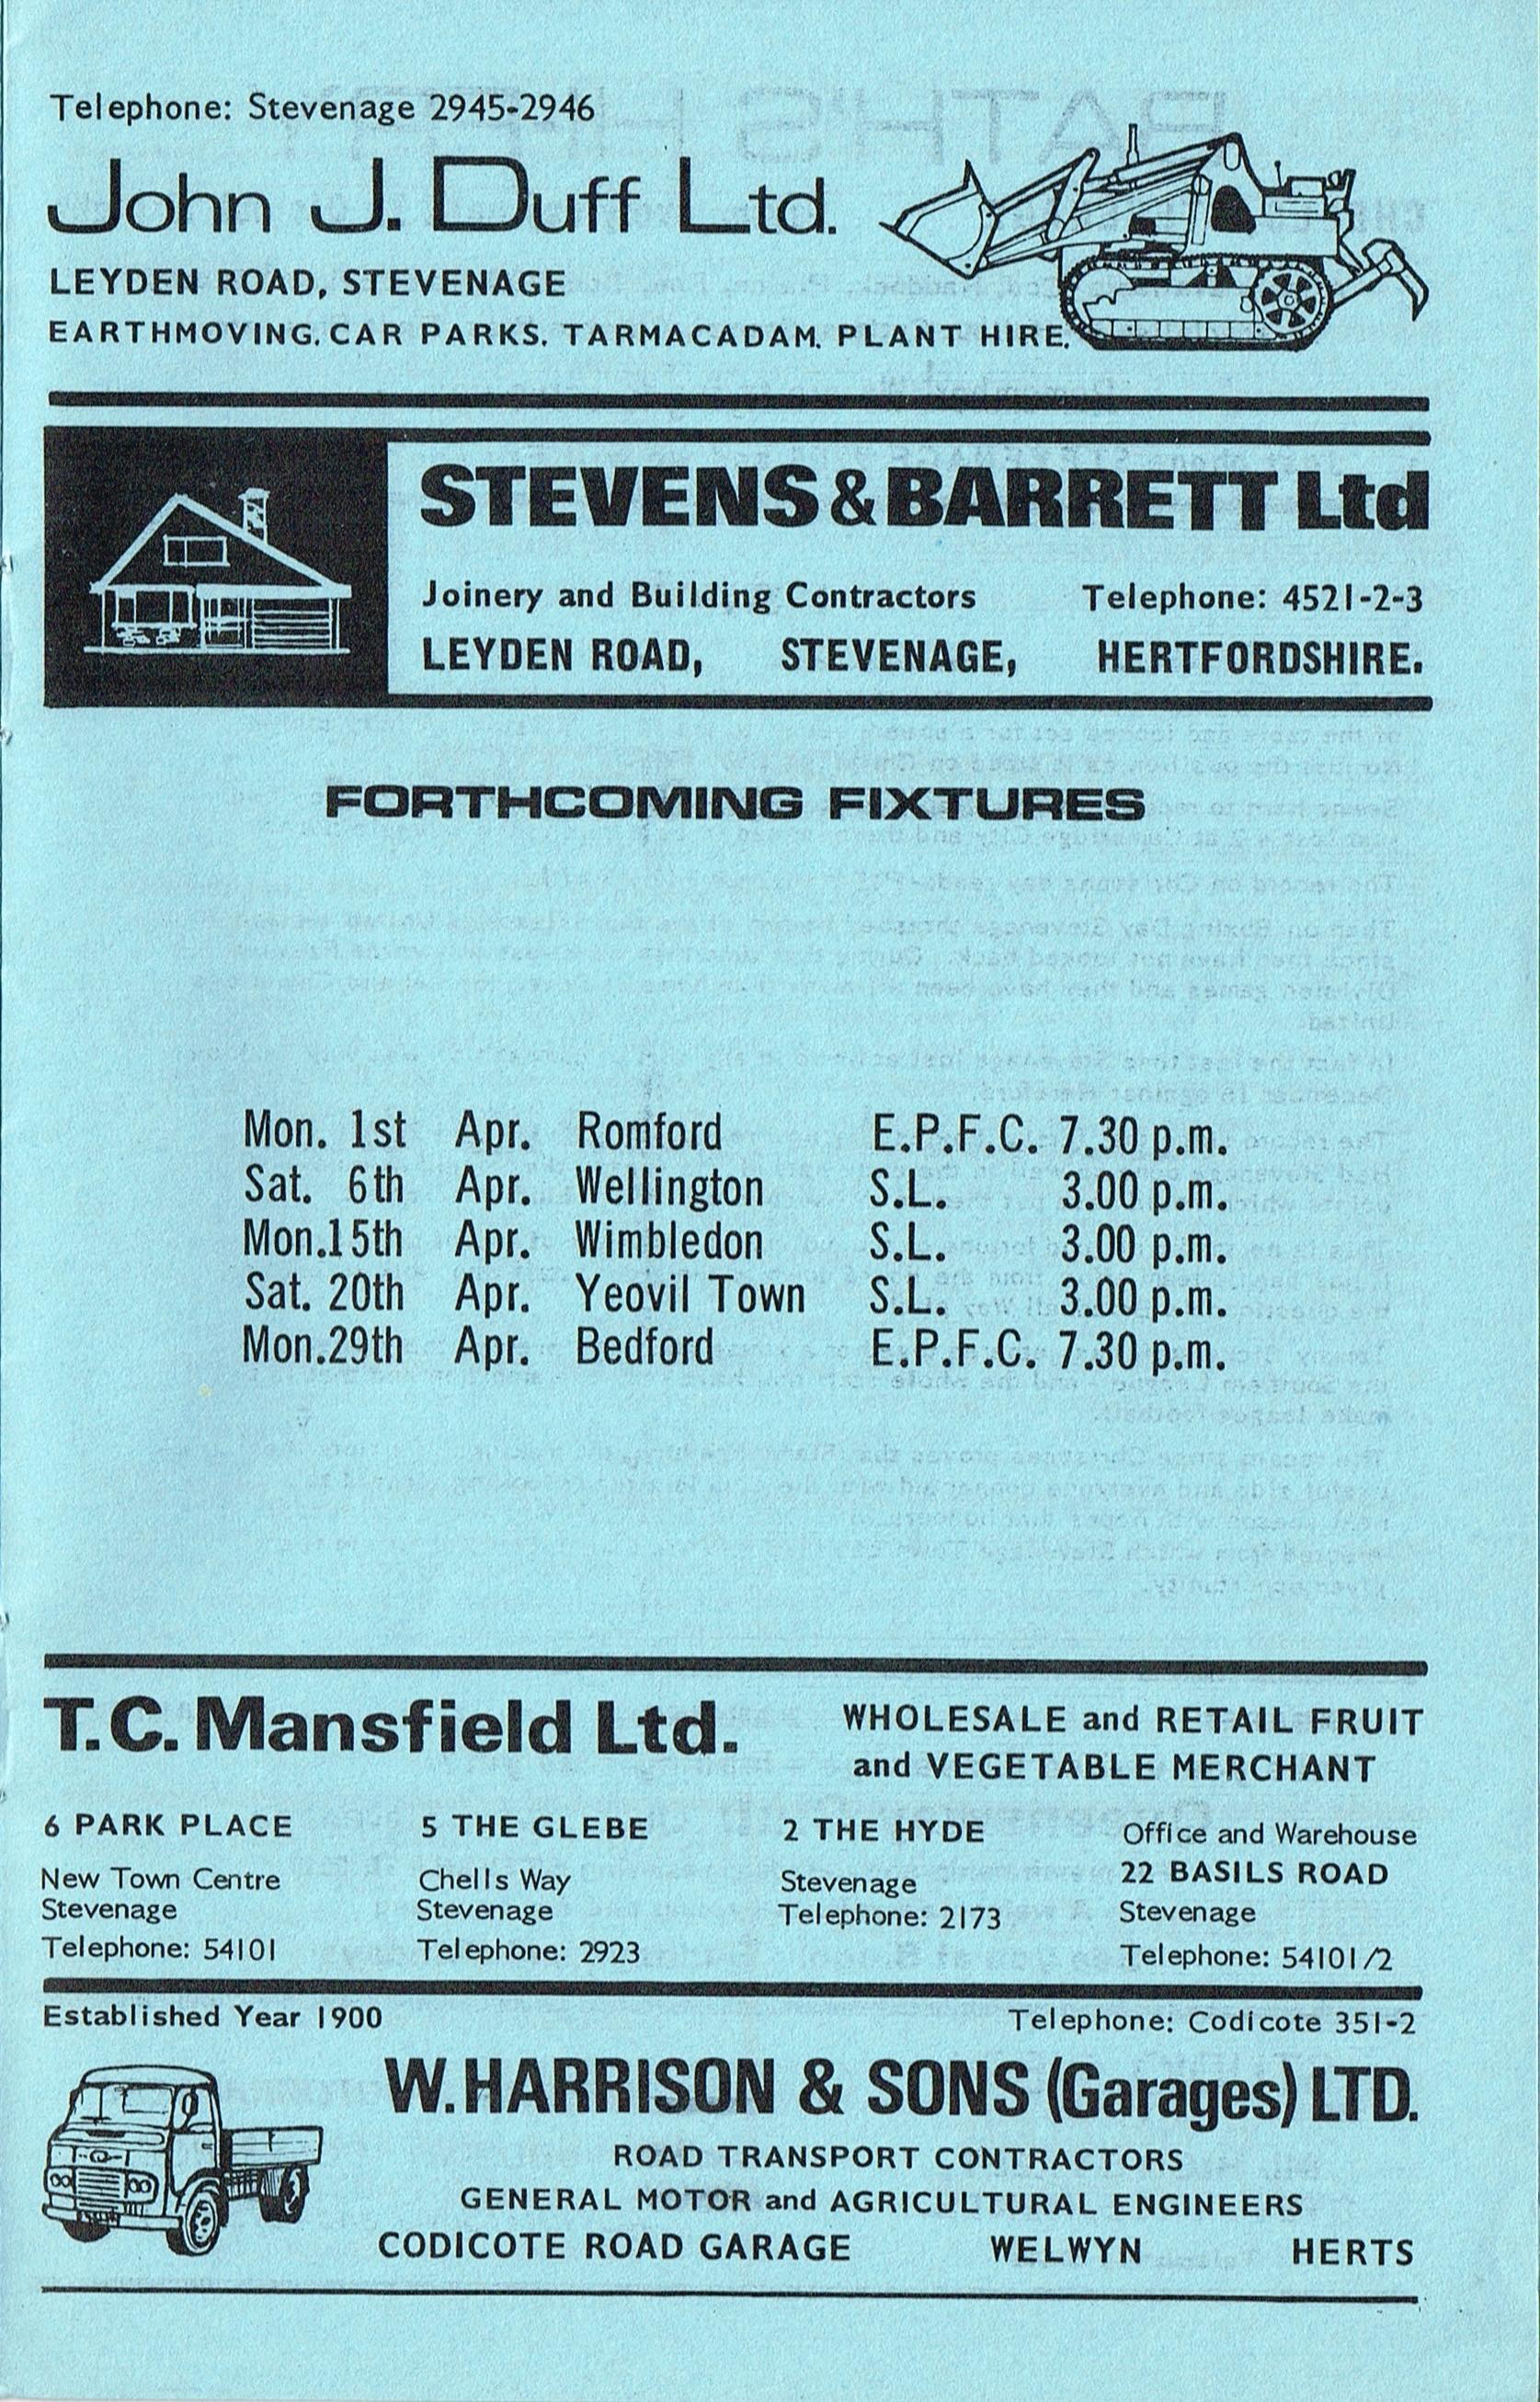 Telephone: Stevenage 2945-2946
John J. Duff Ltd.
LEYDEN ROAD, STEVENAGE
EARTHMOVING. CAR PARKS. TARMACADAM. PLANT HIRE.
STEVENS & BARRETT Ltd
Joinery and Building Contractors Telephone: 4521-2-3
LEYDEN ROAD, STEVENAGE, HERTFORDSHIRE.
FORTHCOMING FIXTURES
Mon. 1st Apr. Romford E.P.F.C. 7.30 p.m.
Sat. 6th Apr. Wellington S.L. 3.00 p.m.
Mon.15th Apr. Wimbledon S.L. 3.00 p.m.
Sat. 20th Apr. Yeovil Town S.L. 3.00 p.m.
Mon.29th Apr. Bedford E.P.F.C. 7.30 p.m.
T.C. Mansfield Ltd.
WHOLESALE and RETAIL FRUIT
and VEGETABLE MERCHANT
6 PARK PLACE
New Town Centre
Stevenage
Telephone: 54101
5 THE GLEBE
Chells Way
Stevenage
Telephone: 2923
2 THE HYDE
Stevenage
Telephone: 2173
Office and Warehouse
22 BASILS ROAD
Stevenage
Telephone: 54101/2
Established Year 1900 Telephone: Codicote 351-2
W. HARRISON & SONS (Garages) LTD.
ROAD TRANSPORT CONTRACTORS
GENERAL MOTOR and AGRICULTURAL ENGINEERS
CODICOTE ROAD GARAGE WELWYN HERTS